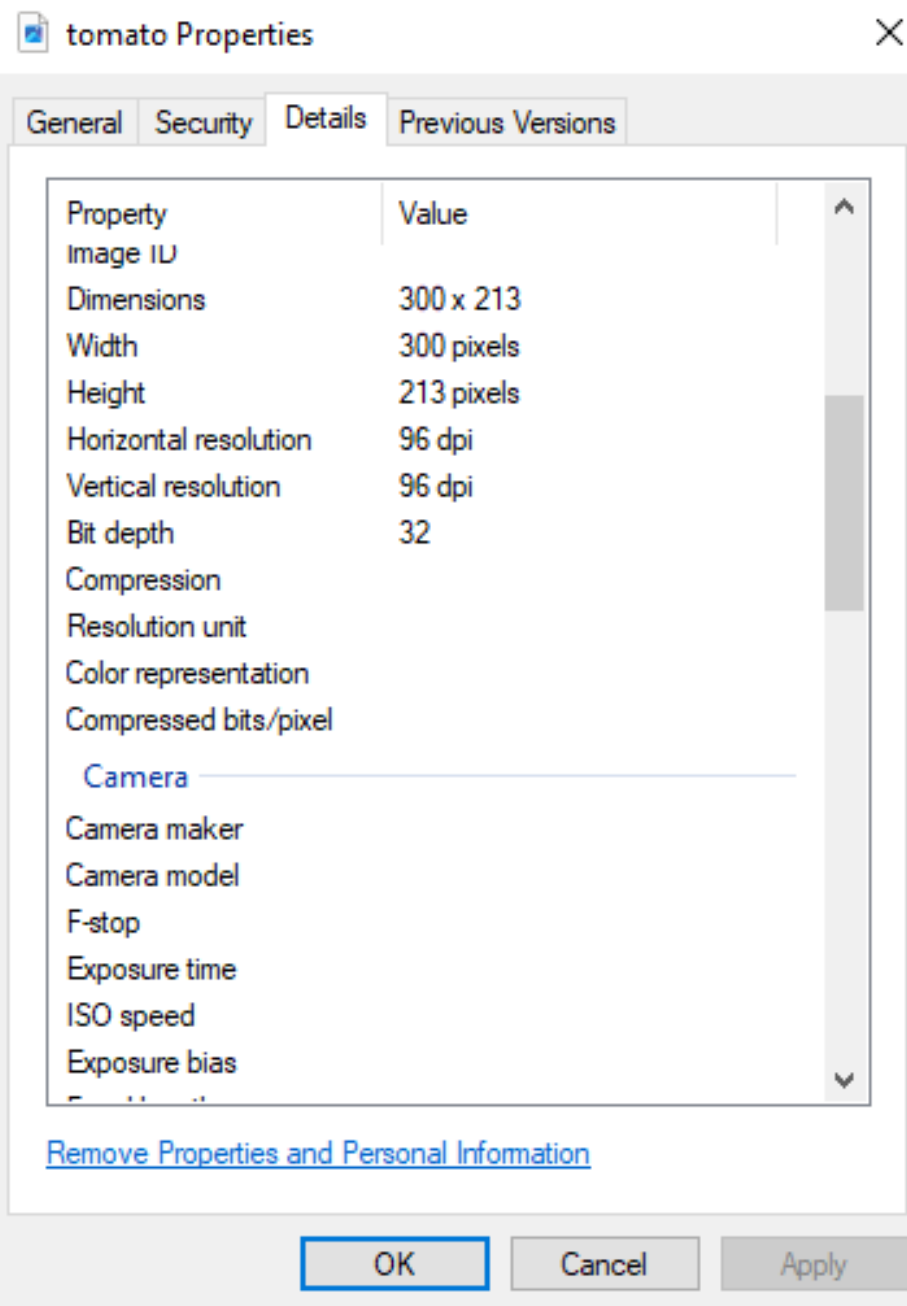 tomato Properties
General Security Details Previous Versions
Property Value
Image ID
Dimensions 300 x 213
Width 300 pixels
Height 213 pixels
Horizontal resolution 96 dpi
Vertical resolution 96 dpi
Bit depth 32
Compression
Resolution unit
Color representation
Compressed bits/pixel
Camera
Camera maker
Camera model
F-stop
Exposure time
ISO speed
Exposure bias
Remove Properties and Personal Information
OK Cancel Apply